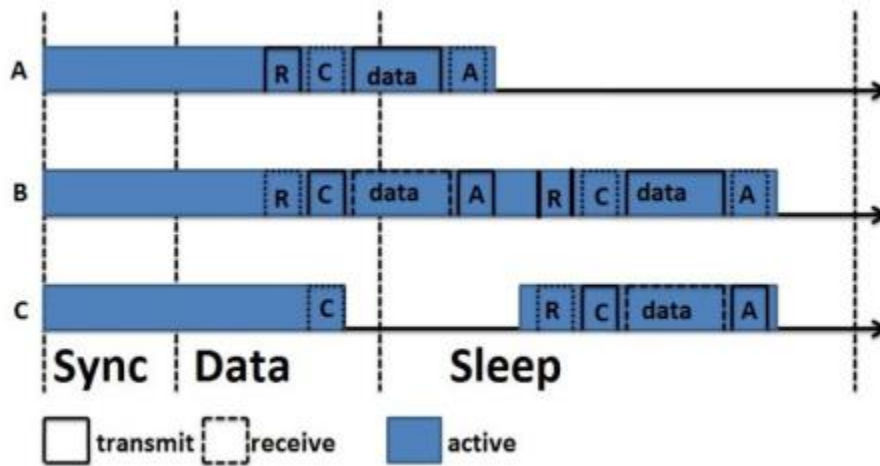 A R C data A
B R C data A R C data A
C C R C data A
Sync Data Sleep
transmit receive active